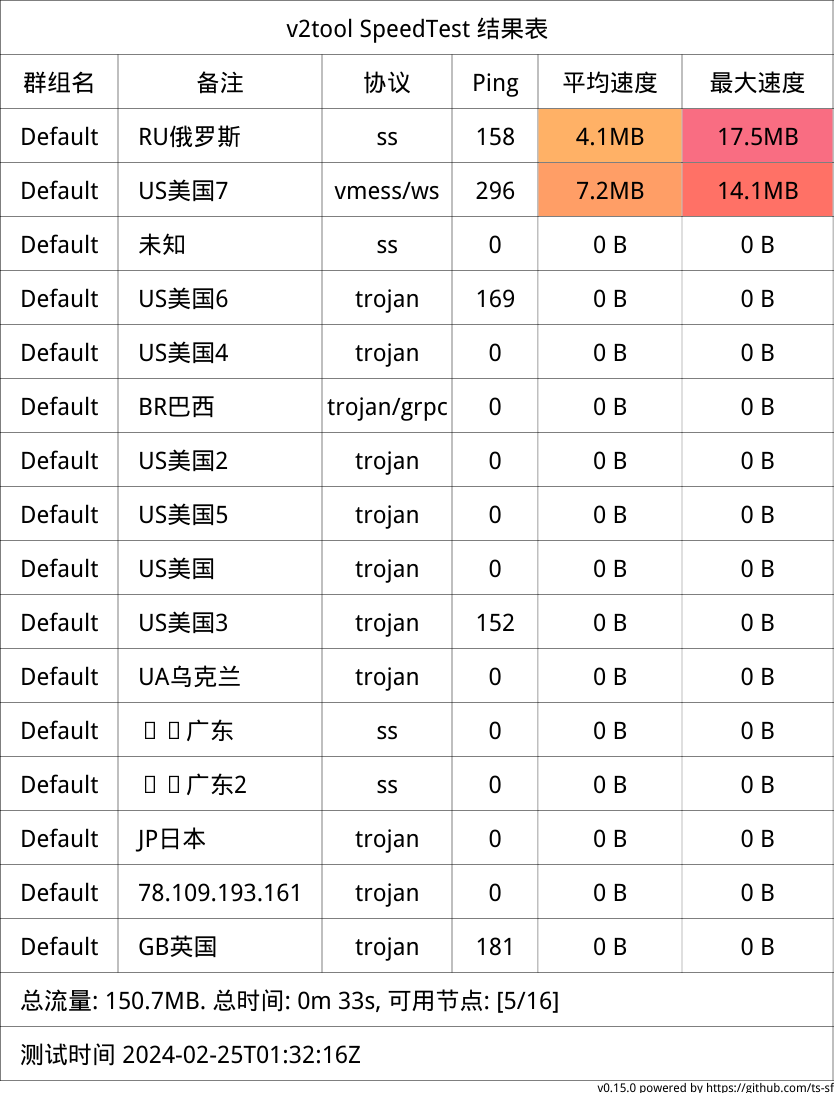 v2tool SpeedTest 结果表
群组名 备注 协议 Ping 平均速度 最大速度
Default RU俄罗斯 ss 158 4.1MB 17.5MB
Default US美国7 vmess/ws 296 7.2MB 14.1MB
Default 未知 ss 0 0 B 0 B
Default US美国6 trojan 169 0 B 0 B
Default US美国4 trojan 0 0 B 0 B
Default BR巴西 trojan/grpc 0 0 B 0 B
Default US美国2 trojan 0 0 B 0 B
Default US美国5 trojan 0 0 B 0 B
Default US美国 trojan 0 0 B 0 B
Default US美国3 trojan 152 0 B 0 B
Default UA乌克兰 trojan 0 0 B 0 B
Default 广东 ss 0 0 B 0 B
Default 广东2 ss 0 0 B 0 B
Default JP日本 trojan 0 0 B 0 B
Default 78.109.193.161 trojan 0 0 B 0 B
Default GB英国 trojan 181 0 B 0 B
总流量: 150.7MB. 总时间: 0m 33s, 可用节点: [5/16]
测试时间 2024-02-25T01:32:16Z
v0.15.0 powered by https://github.com/ts-sf